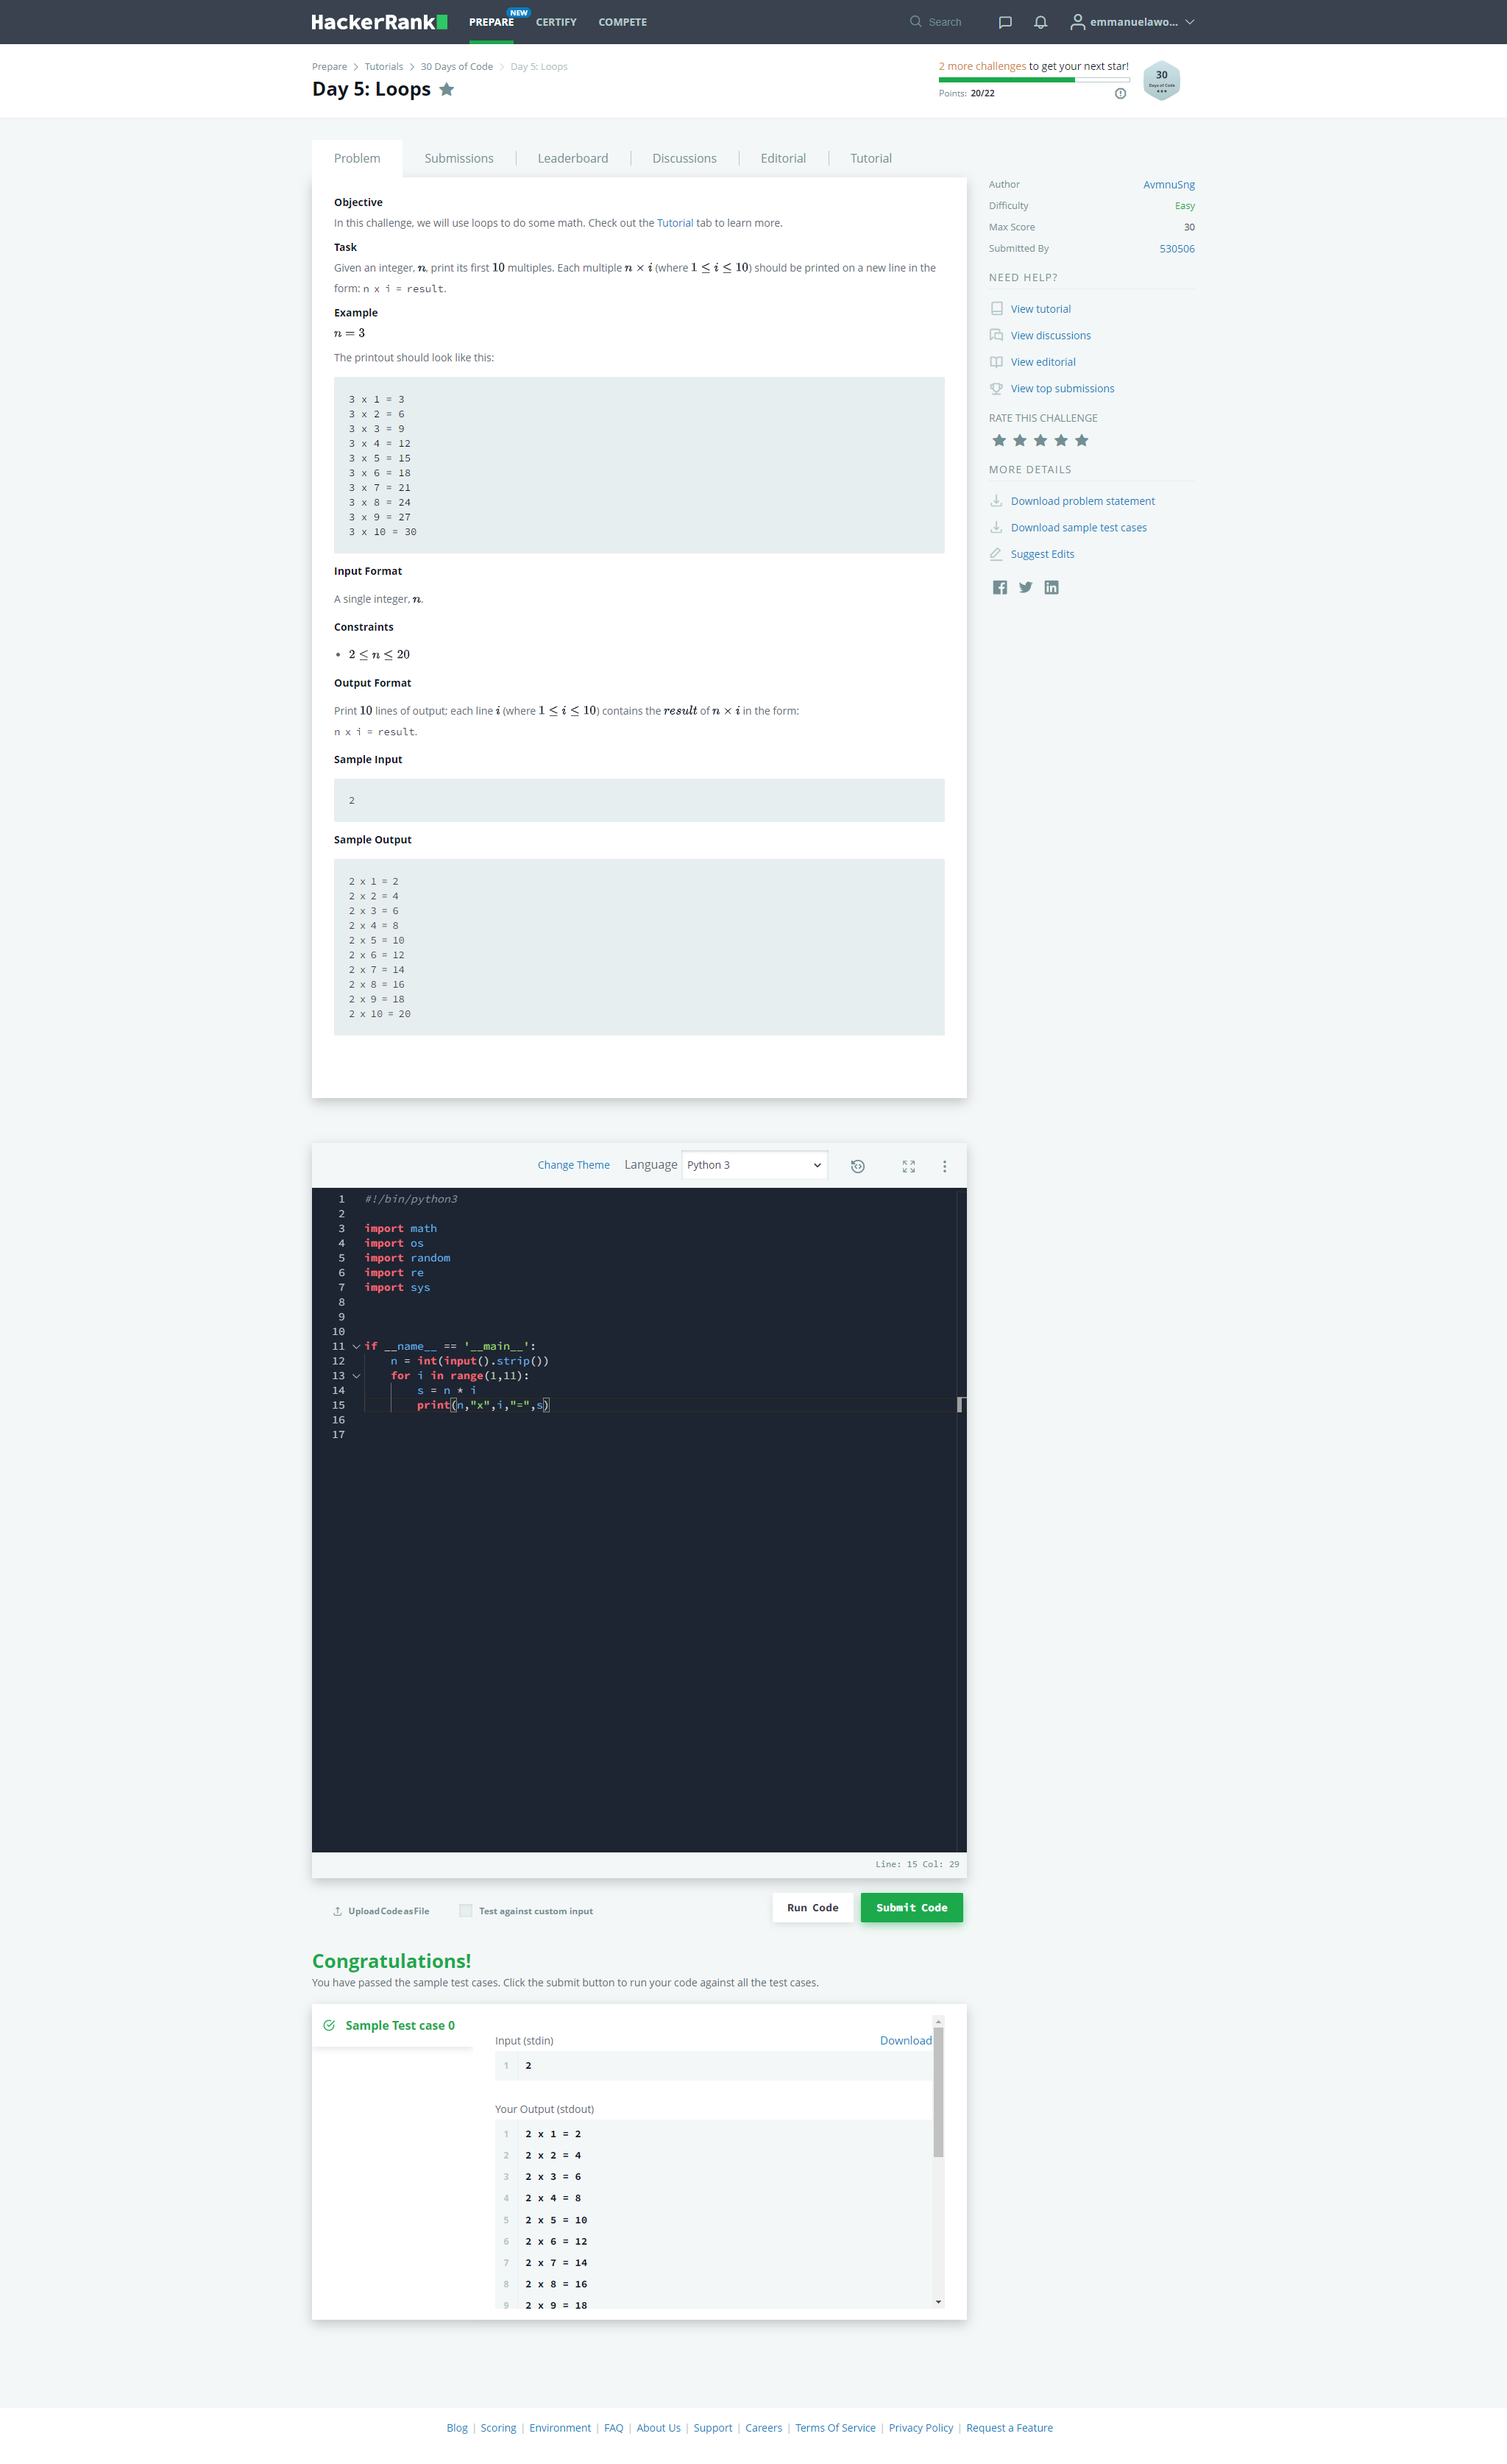 HackerRank
PREPARE
NEW
CERTIFY
COMPETE
Search
emmanuelawo...
Prepare > Tutorials > 30 Days of Code > Day 5: Loops
Day 5: Loops
2 more challenges to get your next star!
Points: 20/22
30
Days of Code
Problem
Submissions
Leaderboard
Discussions
Editorial
Tutorial
Objective
In this challenge, we will use loops to do some math. Check out the Tutorial tab to learn more.
Task
Given an integer, n, print its first 10 multiples. Each multiple n × i (where 1 ≤ i ≤ 10) should be printed on a new line in the
form: n x i = result.
Example
n = 3
The printout should look like this:
3 x 1 = 3
3 x 2 = 6
3 x 3 = 9
3 x 4 = 12
3 x 5 = 15
3 x 6 = 18
3 x 7 = 21
3 x 8 = 24
3 x 9 = 27
3 x 10 = 30
Input Format
A single integer, n.
Constraints
• 2 ≤ n ≤ 20
Output Format
Print 10 lines of output; each line i (where 1 ≤ i ≤ 10) contains the result of n × i in the form:
n x i = result.
Sample Input
2
Sample Output
2 x 1 = 2
2 x 2 = 4
2 x 3 = 6
2 x 4 = 8
2 x 5 = 10
2 x 6 = 12
2 x 7 = 14
2 x 8 = 16
2 x 9 = 18
2 x 10 = 20
Author AvmnuSng
Difficulty Easy
Max Score 30
Submitted By 530506
NEED HELP?
View tutorial
View discussions
View editorial
View top submissions
RATE THIS CHALLENGE
MORE DETAILS
Download problem statement
Download sample test cases
Suggest Edits
Change Theme Language Python 3
1 #!/bin/python3
2
3 import math
4 import os
5 import random
6 import re
7 import sys
8
9
10
11 if __name__ == '__main__':
12 n = int(input().strip())
13 for i in range(1,11):
14 s = n * i
15 print(n,"x",i,"=",s)
16
17
Line: 15 Col: 29
Upload Code as File
Test against custom input
Run Code
Submit Code
Congratulations!
You have passed the sample test cases. Click the submit button to run your code against all the test cases.
Sample Test case 0
Input (stdin)
Download
1 2
Your Output (stdout)
1 2 x 1 = 2
2 2 x 2 = 4
3 2 x 3 = 6
4 2 x 4 = 8
5 2 x 5 = 10
6 2 x 6 = 12
7 2 x 7 = 14
8 2 x 8 = 16
9 2 x 9 = 18
Blog | Scoring | Environment | FAQ | About Us | Support | Careers | Terms Of Service | Privacy Policy | Request a Feature